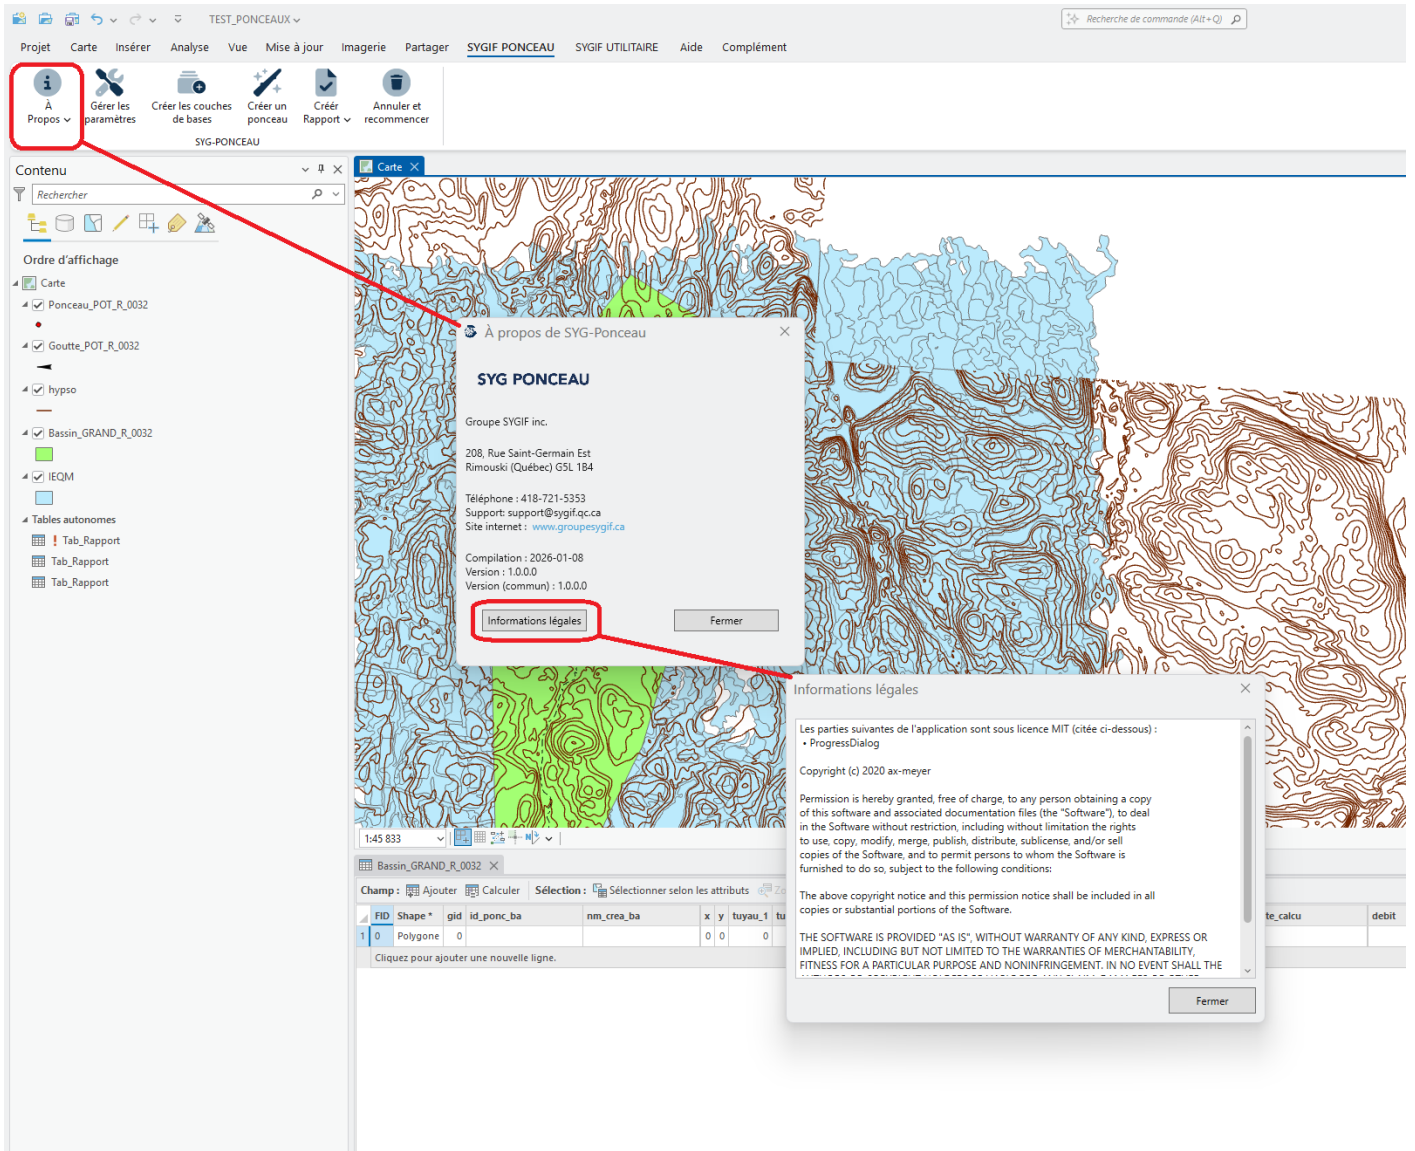 TEST_PONCEAUX
Recherche de commande (Alt+Q)
Projet Carte Insérer Analyse Vue Mise à jour Imagerie Partager SYGIF PONCEAU SYGIF UTILITAIRE Aide Complément
À Propos
Gérer les paramètres
Créer les couches de bases
Créer un ponceau
Créér Rapport
Annuler et recommencer
SYG-PONCEAU
Contenu
Rechercher
Ordre d'affichage
Carte
Ponceau_POT_R_0032
Goutte_POT_R_0032
hypso
Bassin_GRAND_R_0032
IEQM
Tables autonomes
! Tab_Rapport
Tab_Rapport
Tab_Rapport
Carte
À propos de SYG-Ponceau
SYG PONCEAU
Groupe SYGIF inc.
208, Rue Saint-Germain Est
Rimouski (Québec) G5L 1B4
Téléphone : 418-721-5353
Support: support@sygif.qc.ca
Site internet : www.groupesygif.ca
Compilation : 2026-01-08
Version : 1.0.0.0
Version (commun) : 1.0.0.0
Informations légales
Fermer
Informations légales
Les parties suivantes de l'application sont sous licence MIT (citée ci-dessous) :
• ProgressDialog
Copyright (c) 2020 ax-meyer
Permission is hereby granted, free of charge, to any person obtaining a copy
of this software and associated documentation files (the "Software"), to deal
in the Software without restriction, including without limitation the rights
to use, copy, modify, merge, publish, distribute, sublicense, and/or sell
copies of the Software, and to permit persons to whom the Software is
furnished to do so, subject to the following conditions:
The above copyright notice and this permission notice shall be included in all
copies or substantial portions of the Software.
THE SOFTWARE IS PROVIDED "AS IS", WITHOUT WARRANTY OF ANY KIND, EXPRESS OR
IMPLIED, INCLUDING BUT NOT LIMITED TO THE WARRANTIES OF MERCHANTABILITY,
FITNESS FOR A PARTICULAR PURPOSE AND NONINFRINGEMENT. IN NO EVENT SHALL THE
Fermer
1:45 833
Bassin_GRAND_R_0032
Champ : Ajouter Calculer Sélection : Sélectionner selon les attributs
FID Shape * gid id_ponc_ba nm_crea_ba x y tuyau_1 tu te_calcu debit
1 0 Polygone 0 0 0 0
Cliquez pour ajouter une nouvelle ligne.